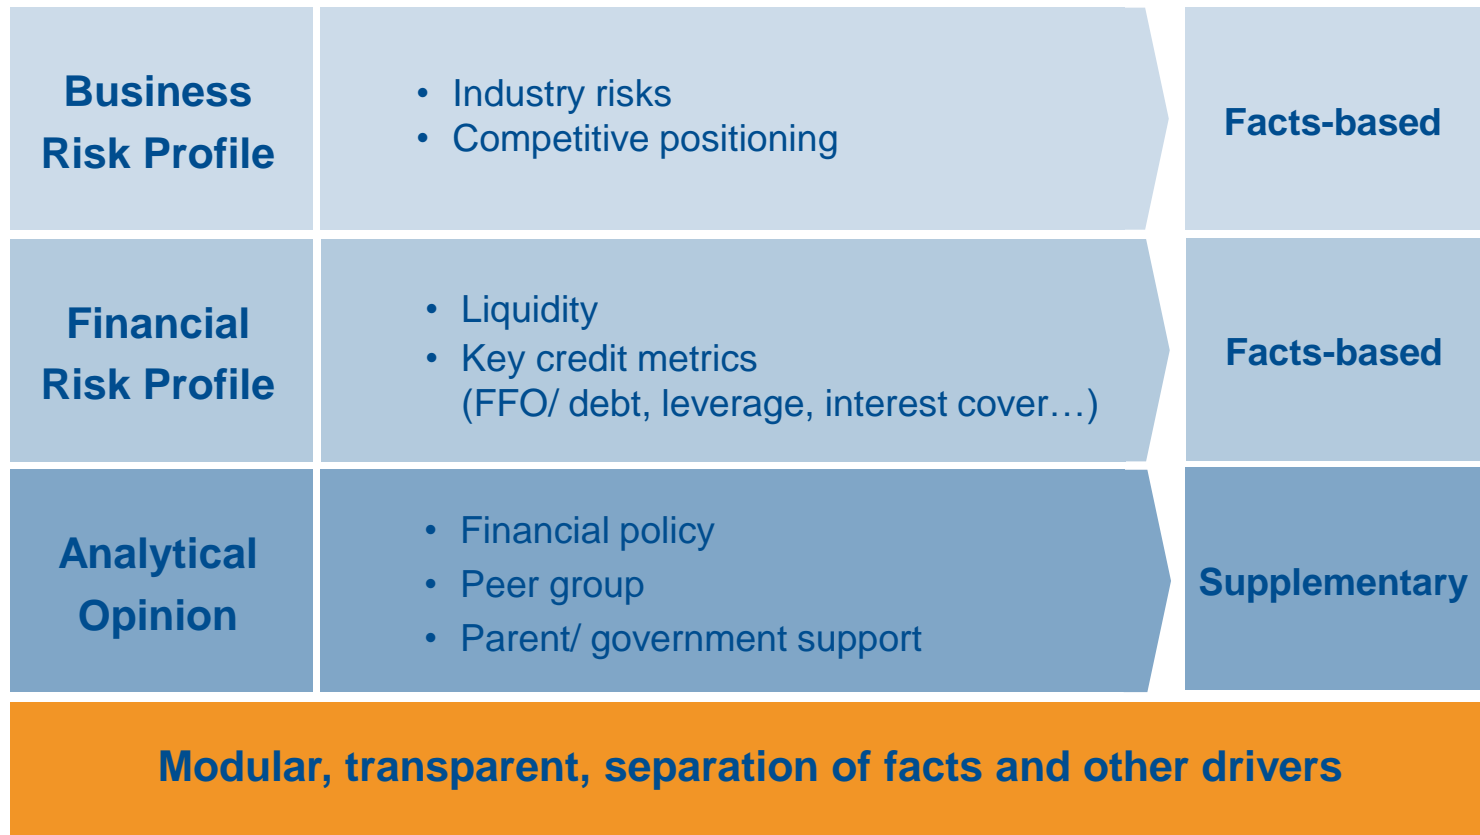 Business
Risk Profile
• Industry risks
• Competitive positioning
Facts-based
Financial
Risk Profile
• Liquidity
• Key credit metrics
(FFO/ debt, leverage, interest cover…)
Facts-based
Analytical
Opinion
• Financial policy
• Peer group
• Parent/ government support
Supplementary
Modular, transparent, separation of facts and other drivers